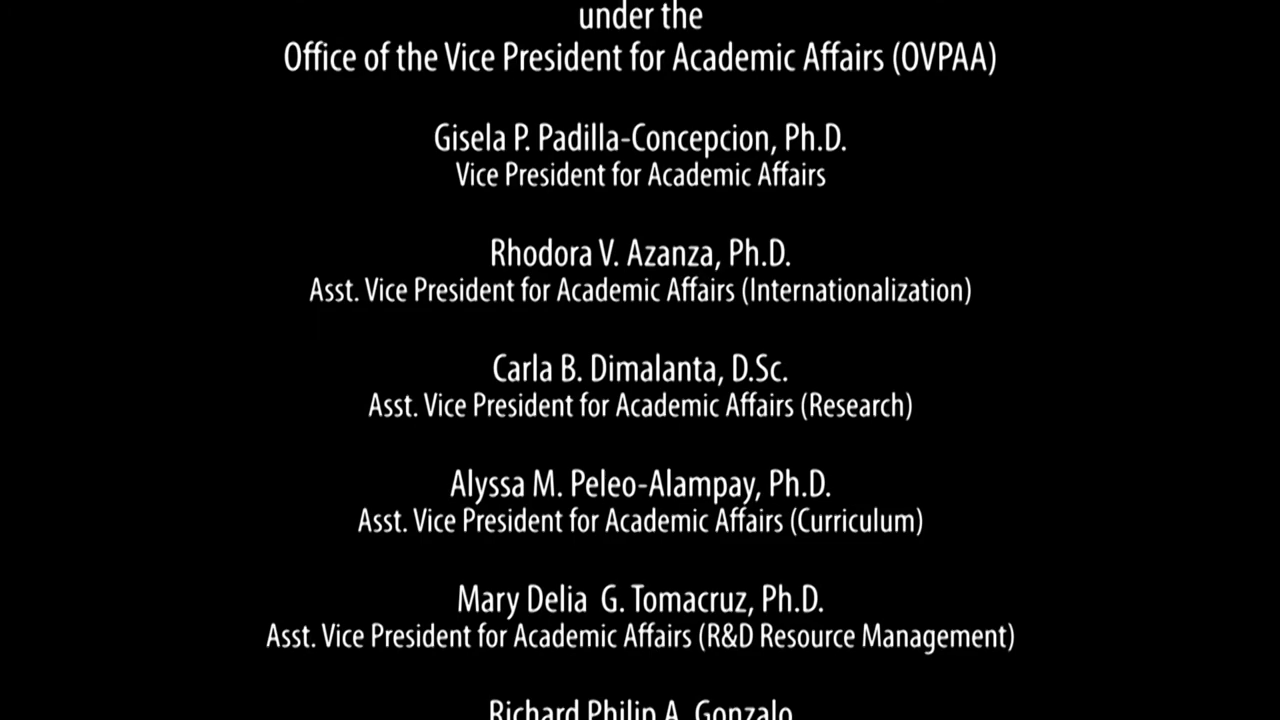 under the
Office of the Vice President for Academic Affairs (OVPAA)
Gisela P. Padilla-Concepcion, Ph.D.
Vice President for Academic Affairs
Rhodora V. Azanza, Ph.D.
Asst. Vice President for Academic Affairs (Internationalization)
Carla B. Dimalanta, D.Sc.
Asst. Vice President for Academic Affairs (Research)
Alyssa M. Peleo-Alampay, Ph.D.
Asst. Vice President for Academic Affairs (Curriculum)
Mary Delia G. Tomacruz, Ph.D.
Asst. Vice President for Academic Affairs (R&D Resource Management)
Richard Philip A. Gonzalo